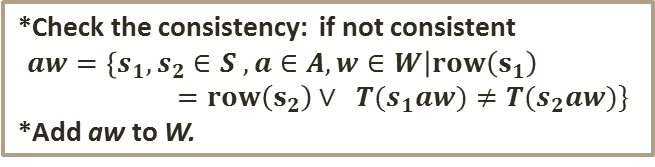 *Check the consistency: if not consistent
aw = {s₁, s₂ ∈ S , a ∈ A, w ∈ W|row(s₁)
= row(s₂) ∨ T(s₁aw) ≠ T(s₂aw)}
*Add aw to W.